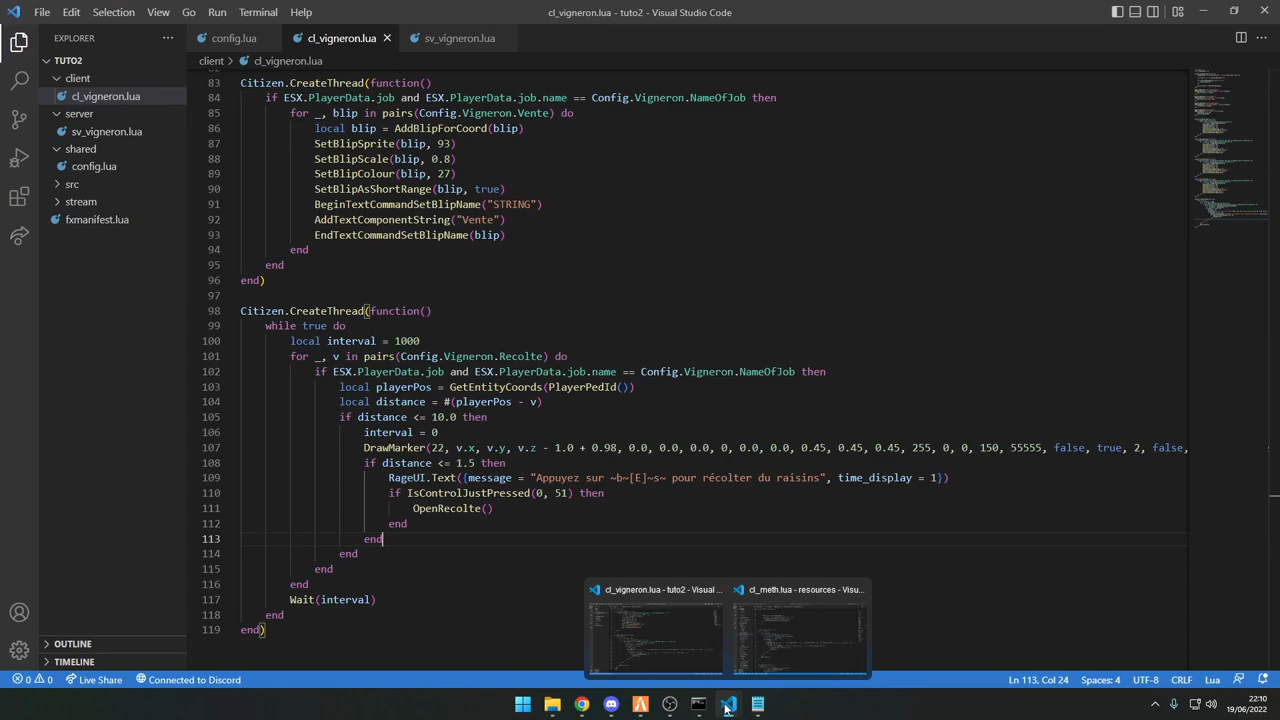 File Edit Selection View Go Run Terminal Help
cl_vigneron.lua - tuto2 - Visual Studio Code
EXPLORER
config.lua
cl_vigneron.lua
sv_vigneron.lua
TUTO2
client > cl_vigneron.lua
client
cl_vigneron.lua
server
sv_vigneron.lua
shared
config.lua
src
stream
fxmanifest.lua
83 Citizen.CreateThread(function()
84 if ESX.PlayerData.job and ESX.PlayerData.job.name == Config.Vigneron.NameOfJob then
85 for _, blip in pairs(Config.Vigneron.Vente) do
86 local blip = AddBlipForCoord(blip)
87 SetBlipSprite(blip, 93)
88 SetBlipScale(blip, 0.8)
89 SetBlipColour(blip, 27)
90 SetBlipAsShortRange(blip, true)
91 BeginTextCommandSetBlipName("STRING")
92 AddTextComponentString("Vente")
93 EndTextCommandSetBlipName(blip)
94 end
95 end
96 end)
97
98 Citizen.CreateThread(function()
99 while true do
100 local interval = 1000
101 for _, v in pairs(Config.Vigneron.Recolte) do
102 if ESX.PlayerData.job and ESX.PlayerData.job.name == Config.Vigneron.NameOfJob then
103 local playerPos = GetEntityCoords(PlayerPedId())
104 local distance = #(playerPos - v)
105 if distance <= 10.0 then
106 interval = 0
107 DrawMarker(22, v.x, v.y, v.z - 1.0 + 0.98, 0.0, 0.0, 0.0, 0, 0.0, 0.0, 0.45, 0.45, 0.45, 255, 0, 0, 150, 55555, false, true, 2, false,
108 if distance <= 1.5 then
109 RageUI.Text({message = "Appuyez sur ~b~[E]~s~ pour récolter du raisins", time_display = 1})
110 if IsControlJustPressed(0, 51) then
111 OpenRecolte()
112 end
113 end
114 end
115 end
116 end
117 Wait(interval)
118 end
119 end)
cl_vigneron.lua - tuto2 - Visual ...
cl_meth.lua - resources - Visu...
OUTLINE
TIMELINE
0 0 Live Share Connected to Discord
Ln 113, Col 24 Spaces: 4 UTF-8 CRLF Lua
22:10
19/06/2022